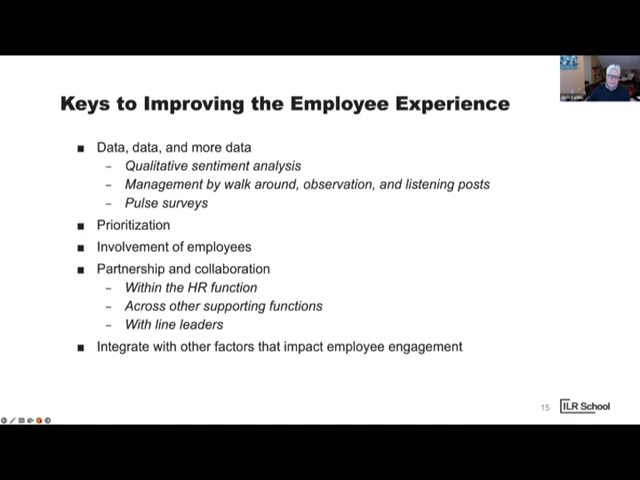 Keys to Improving the Employee Experience
■ Data, data, and more data
– Qualitative sentiment analysis
– Management by walk around, observation, and listening posts
– Pulse surveys
■ Prioritization
■ Involvement of employees
■ Partnership and collaboration
– Within the HR function
– Across other supporting functions
– With line leaders
■ Integrate with other factors that impact employee engagement
15
ILR School